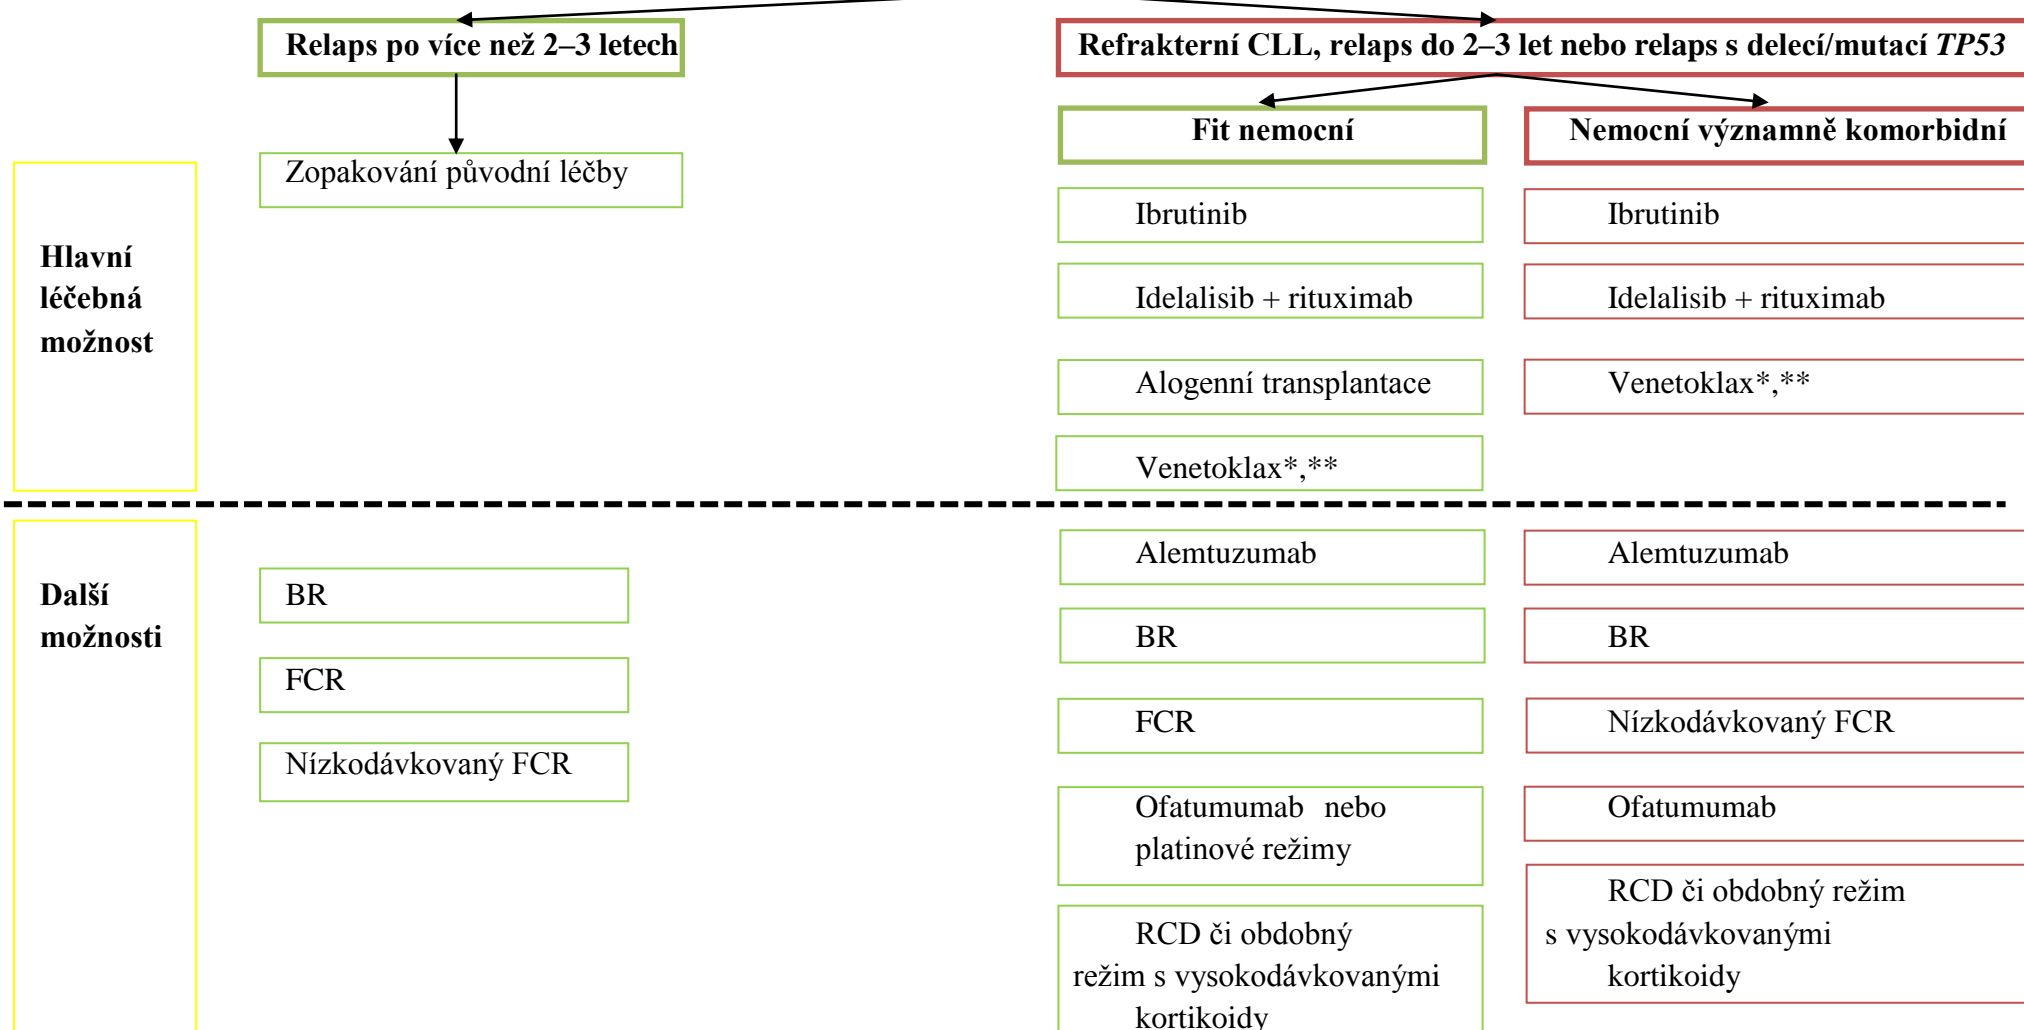 Relaps po více než 2–3 letech
Refrakterní CLL, relaps do 2–3 let nebo relaps s delecí/mutací TP53
Fit nemocní
Nemocní významně komorbidní
Hlavní
léčebná
možnost
Zopakování původní léčby
Ibrutinib
Idelalisib + rituximab
Alogenní transplantace
Venetoklax*,**
Ibrutinib
Idelalisib + rituximab
Venetoklax*,**
Další
možnosti
BR
FCR
Nízkodávkovaný FCR
Alemtuzumab
BR
FCR
Ofatumumab nebo
platinové režimy
RCD či obdobný
režim s vysokodávkovanými
kortikoidy
Alemtuzumab
BR
Nízkodávkovaný FCR
Ofatumumab
RCD či obdobný režim
s vysokodávkovanými
kortikoidy